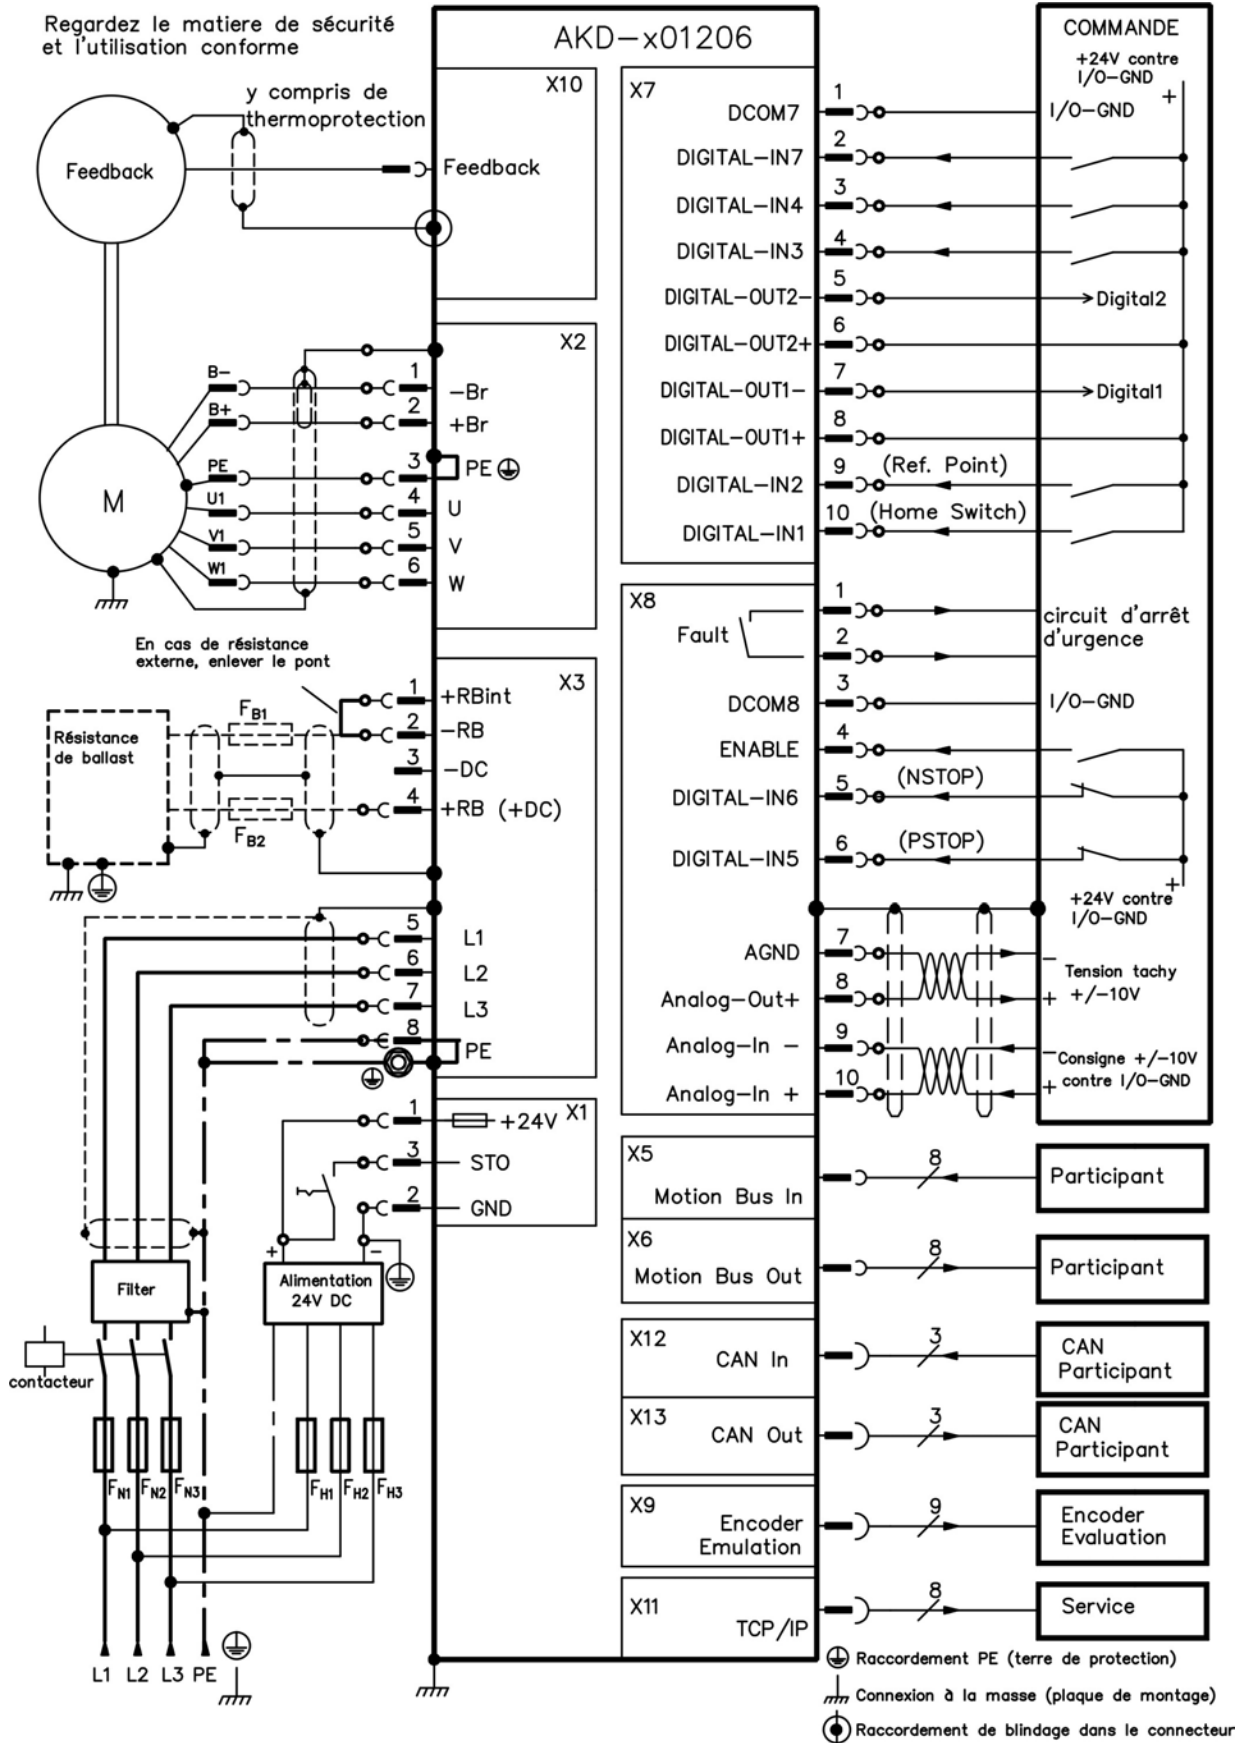 Regardez le matiere de sécurité
et l'utilisation conforme
AKD-x01206
COMMANDE
+24V contre
I/O-GND
+
y compris de
thermoprotection
Feedback
X10
Feedback
X7
DCOM7
1
I/O-GND
DIGITAL-IN7
2
DIGITAL-IN4
3
DIGITAL-IN3
4
DIGITAL-OUT2-
5
Digital2
DIGITAL-OUT2+
6
DIGITAL-OUT1-
7
Digital1
DIGITAL-OUT1+
8
DIGITAL-IN2
9
(Ref. Point)
DIGITAL-IN1
10
(Home Switch)
X2
B-
1
-Br
B+
2
+Br
PE
3
PE
M
U1
4
U
V1
5
V
W1
6
W
X8
Fault
1
2
circuit d'arrêt
d'urgence
DCOM8
3
I/O-GND
ENABLE
4
DIGITAL-IN6
5
(NSTOP)
DIGITAL-IN5
6
(PSTOP)
+
+24V contre
I/O-GND
AGND
7
-
Analog-Out+
8
+
Tension tachy
+/-10V
Analog-In -
9
-
Analog-In +
10
+
Consigne +/-10V
contre I/O-GND
En cas de résistance
externe, enlever le pont
X3
1
+RBint
FB1
2
-RB
Résistance
de ballast
3
-DC
4
+RB (+DC)
FB2
5
L1
6
L2
7
L3
8
PE
X1
1
+24V
3
STO
2
GND
+
-
Filter
Alimentation
24V DC
contacteur
FN1
FN2
FN3
FH1
FH2
FH3
L1 L2 L3 PE
X5
Motion Bus In
8
Participant
X6
Motion Bus Out
8
Participant
X12
CAN In
3
CAN
Participant
X13
CAN Out
3
CAN
Participant
X9
Encoder
Emulation
9
Encoder
Evaluation
X11
TCP/IP
8
Service
Raccordement PE (terre de protection)
Connexion à la masse (plaque de montage)
Raccordement de blindage dans le connecteur